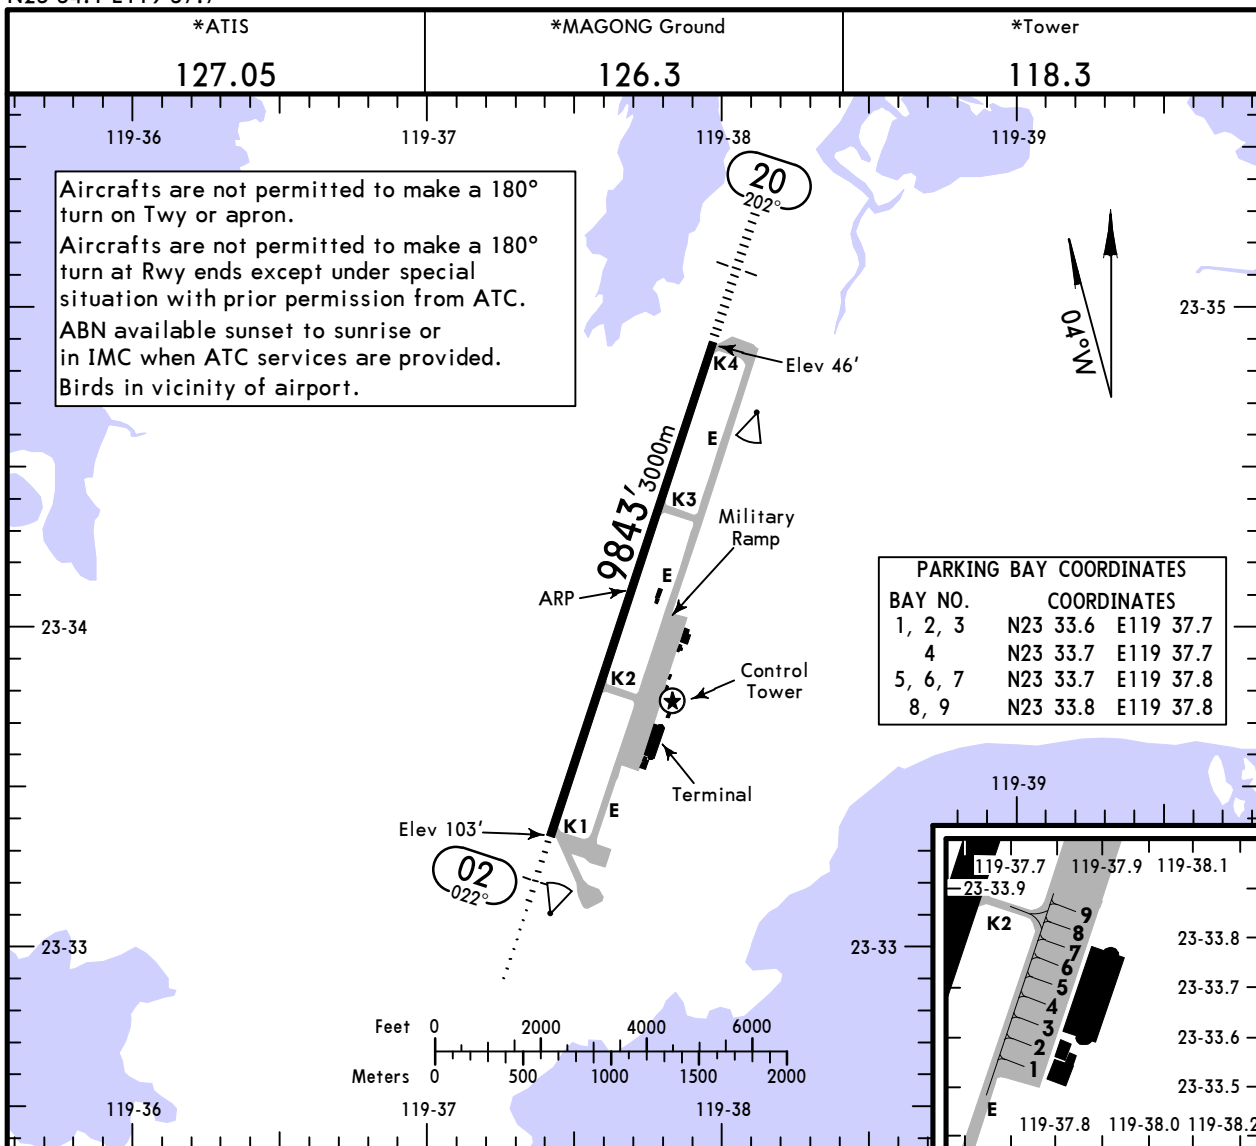 *ATIS
127.05
*MAGONG Ground
126.3
*Tower
118.3
119-36
119-37
119-38
119-39
Aircrafts are not permitted to make a 180°
turn on Twy or apron.
Aircrafts are not permitted to make a 180°
turn at Rwy ends except under special
situation with prior permission from ATC.
ABN available sunset to sunrise or
in IMC when ATC services are provided.
Birds in vicinity of airport.
20
202°
04°W
23-35
K4
Elev 46'
E
9843'
3000m
K3
Military
Ramp
E
ARP
23-34
K2
Control
Tower
PARKING BAY COORDINATES
BAY NO. COORDINATES
1, 2, 3 N23 33.6 E119 37.7
4 N23 33.7 E119 37.7
5, 6, 7 N23 33.7 E119 37.8
8, 9 N23 33.8 E119 37.8
Terminal
E
Elev 103'
K1
02
022°
119-39
23-33
23-33
119-37.7
119-37.9
119-38.1
23-33.9
K2
9
8
7
6
5
4
3
2
1
E
23-33.8
23-33.7
23-33.6
23-33.5
119-37.8
119-38.0
119-38.2
Feet 0 2000 4000 6000
Meters 0 500 1000 1500 2000
119-36
119-37
119-38